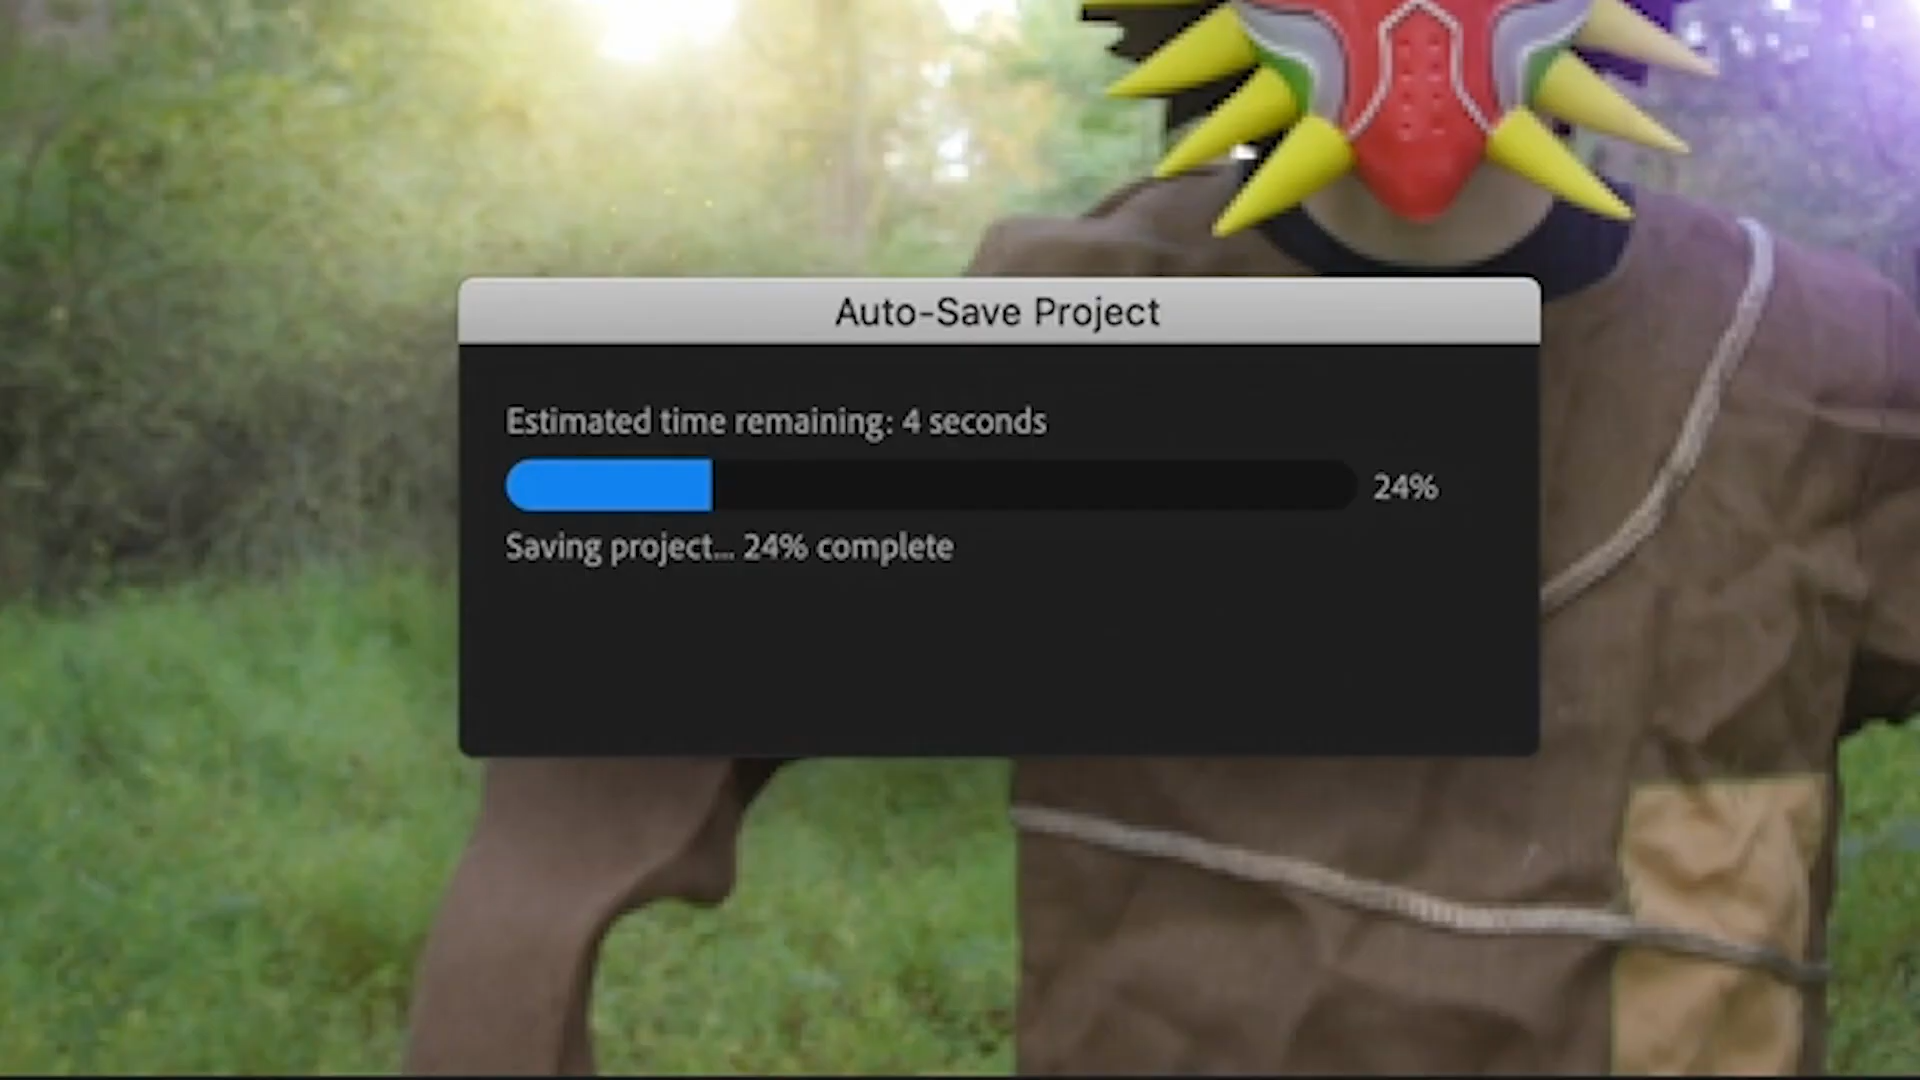 Auto-Save Project
Estimated time remaining: 4 seconds
24%
Saving project... 24% complete